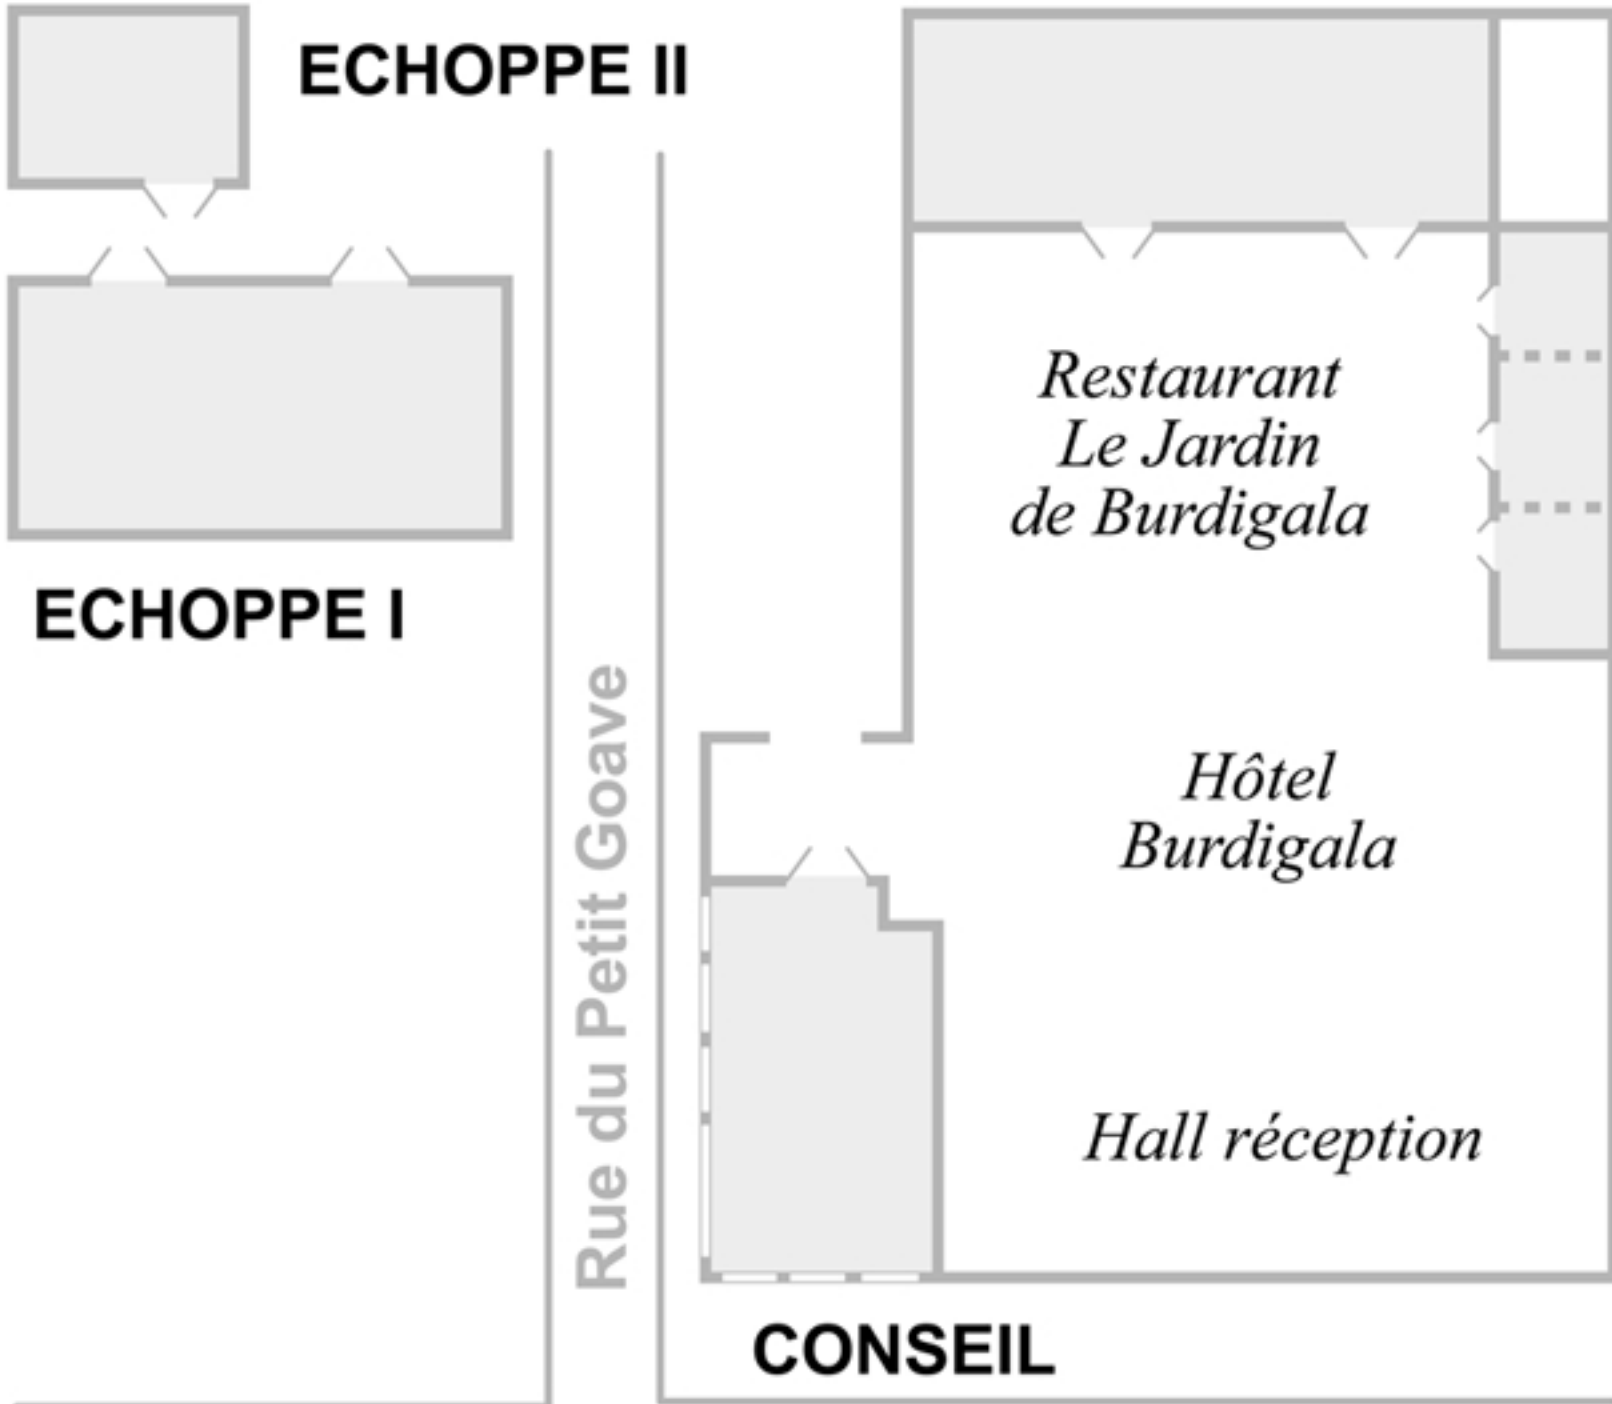 ECHOPPE II
ECHOPPE I
Rue du Petit Goave
Restaurant
Le Jardin
de Burdigala
Hôtel
Burdigala
Hall réception
CONSEIL